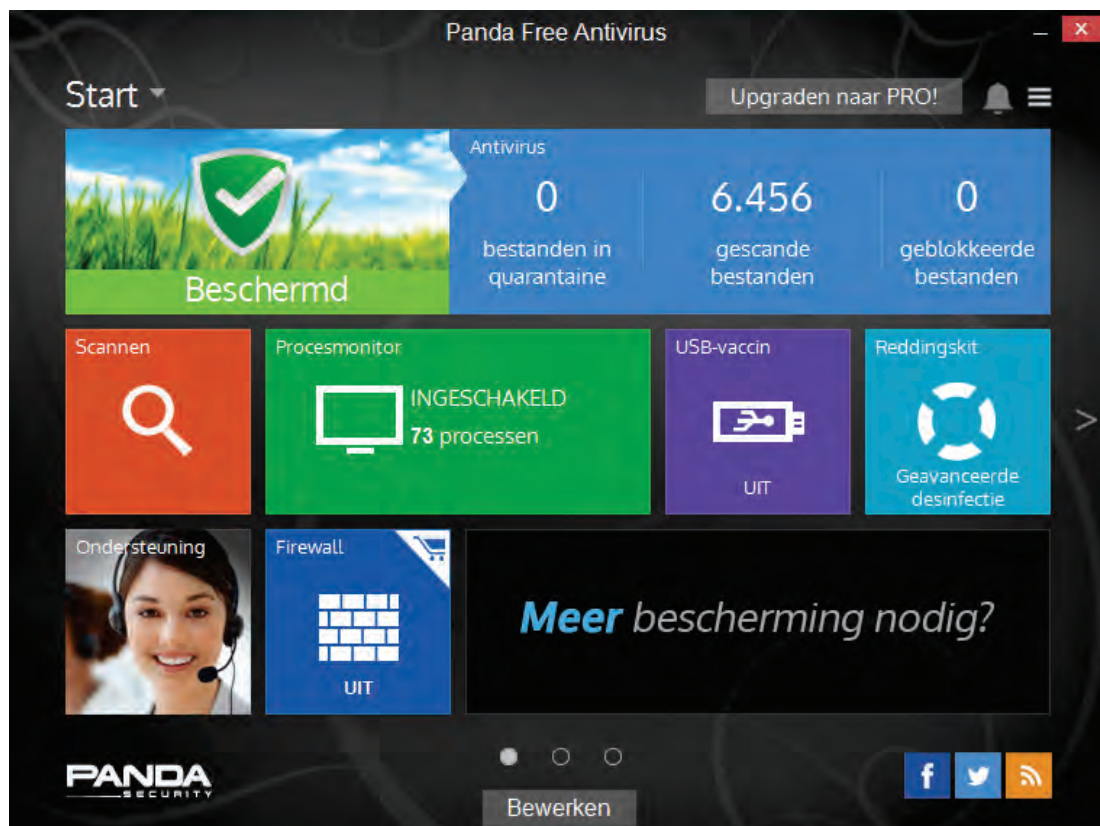 Panda Free Antivirus
Start
Upgraden naar PRO!
Antivirus
0
6.456
0
bestanden in
quarantaine
gescande
bestanden
geblokkeerde
bestanden
Beschermd
Scannen
Procesmonitor
INGESCHAKELD
73 processen
USB-vaccin
UIT
Reddingskit
Geavanceerde
desinfectie
Ondersteuning
Firewall
UIT
Meer bescherming nodig?
PANDA
SECURITY
Bewerken